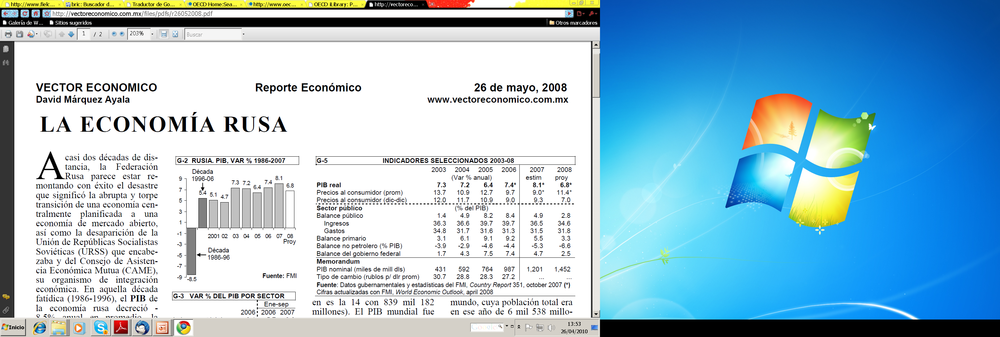 http://www.fielc...
bric: Buscador d...
Traductor de Go...
OECD Home:Sea...
http://www.oec...
OECD iLibrary: P...
http://vectoreco...
http://vectoreconomico.com.mx/files/pdfs/r26052008.pdf
Galería de W...
Sitios sugeridos
Otros marcadores
1 / 2
203%
Buscar
VECTOR ECONOMICO Reporte Económico 26 de mayo, 2008
David Márquez Ayala www.vectoreconomico.com.mx
LA ECONOMÍA RUSA
A casi dos décadas de dis-
tancia, la Federación
Rusa parece estar re-
montando con éxito el desastre
que significó la abrupta y torpe
transición de una economía cen-
tralmente planificada a una
economía de mercado abierto,
así como la desaparición de la
Unión de Repúblicas Socialistas
Soviéticas (URSS) que encabe-
zaba y del Consejo de Asisten-
cia Económica Mutua (CAME),
su organismo de integración
económica. En aquella década
fatídica (1986-1996), el PIB de
la economía rusa decreció -
8.5% anual en promedio, la
G-2 RUSIA. PIB, VAR % 1986-2007
Década
1996-06
9
7
5
3
1
-1
-3
-5
-7
-9
5.4
5.1
4.7
7.3
7.2
6.4
7.4
8.1
6.8
-8.5
2001 02 03 04 05 06 07 08
Proy
Década
1986-96
Fuente: FMI
G-3 VAR % DEL PIB POR SECTOR
Ene-sep
2006 2006 2007
G-5 INDICADORES SELECCIONADOS 2003-08
2003 2004 2005 2006 2007 2008
(Var % anual) estim proy
PIB real 7.3 7.2 6.4 7.4* 8.1* 6.8*
Precios al consumidor (prom) 13.7 10.9 12.7 9.7 9.0* 11.4*
Precios al consumidor (dic-dic) 12.0 11.7 10.9 9.0 9.3 7.0
Sector público (% del PIB)
Balance público 1.4 4.9 8.2 8.4 4.9 2.8
Ingresos 36.3 36.6 39.7 39.7 36.5 34.6
Gastos 34.8 31.7 31.6 31.3 31.5 31.8
Balance primario 3.1 6.1 9.1 9.2 5.5 3.3
Balance no petrolero (% PIB) -3.9 -2.9 -4.6 -4.4 -5.3 -6.6
Balance del gobierno federal 1.7 4.3 7.5 7.4 4.7 2.5
Memorandum
PIB nominal (miles de mill dls) 431 592 764 987 1,201 1,452
Tipo de cambio (rublos p/ dlr prom) 30.7 28.8 28.3 27.2 ... ...
Fuente: Datos gubernamentales y estadísticas del FMI, Country Report 351, october 2007 (*)
Cifras actualizadas con FMI, World Economic Outlook, april 2008
en es la 14 con 839 mil 182
millones). El PIB mundial fue
mundo, cuya población total era
en ese año de 6 mil 538 millo-
Inicio
Google
13:53
26/04/2010